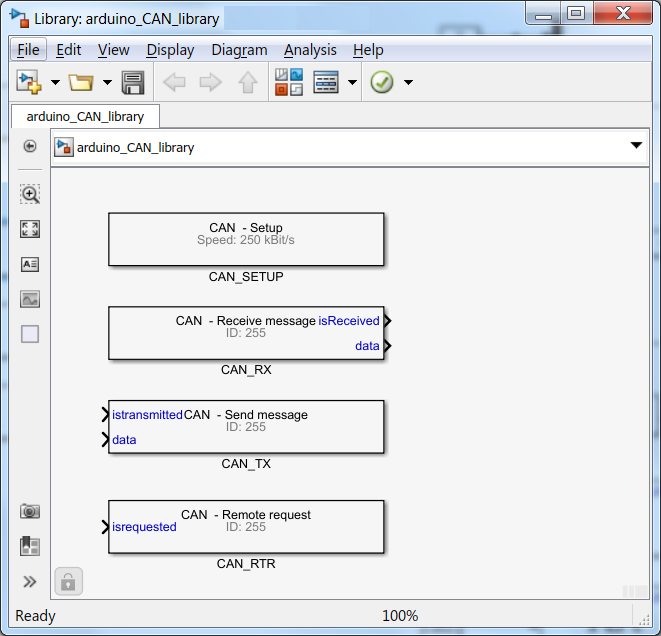 Library: arduino_CAN_library
File Edit View Display Diagram Analysis Help
arduino_CAN_library
arduino_CAN_library
CAN - Setup
Speed: 250 kBit/s
CAN_SETUP
CAN - Receive message isReceived
ID: 255
data
CAN_RX
istransmitted CAN - Send message
ID: 255
data
CAN_TX
CAN - Remote request
isrequested ID: 255
CAN_RTR
Ready 100%